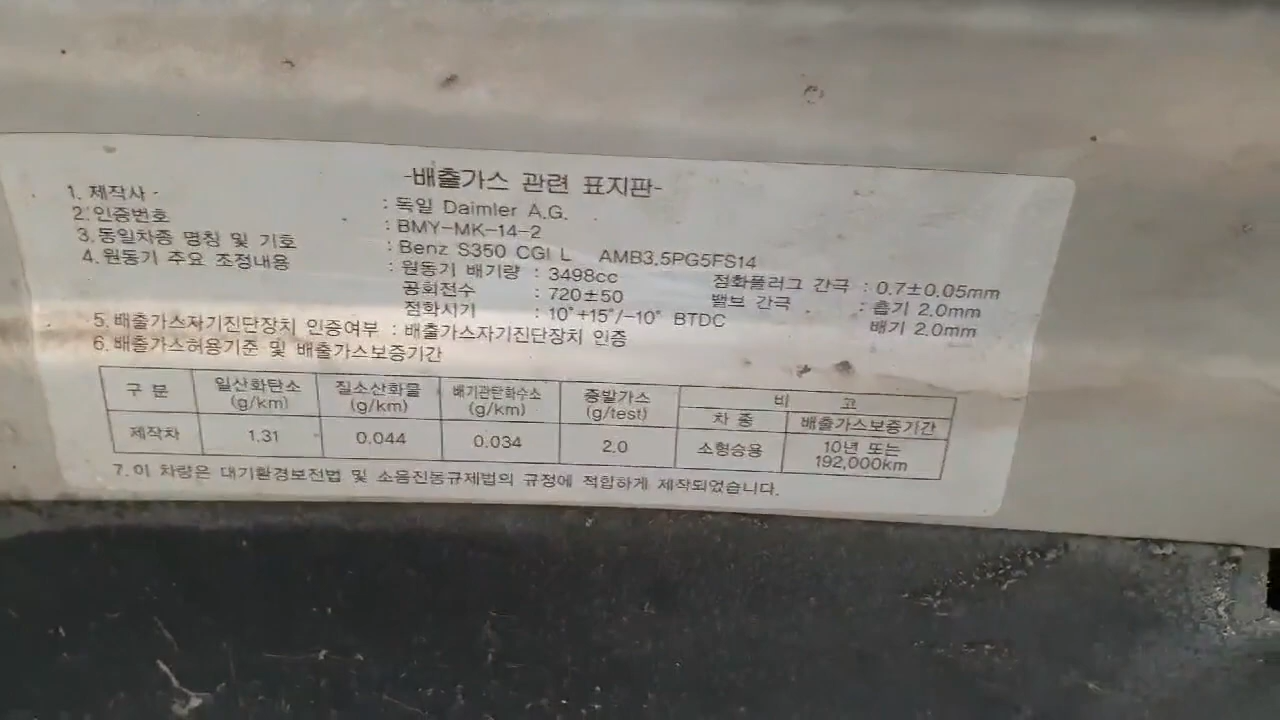 -배출가스 관련 표지판-
1. 제작사 : 독일 Daimler A.G.
2. 인증번호 : BMY-MK-14-2
3. 동일차종 명칭 및 기호 : Benz S350 CGI L AMB3.5PG5FS14
4. 원동기 주요 조정내용 : 원동기 배기량 : 3498cc 점화플러그 간극 : 0.7±0.05mm
공회전수 : 720±50 밸브 간극 : 흡기 2.0mm
점화시기 : 10°+15°/-10° BTDC 배기 2.0mm
5. 배출가스자기진단장치 인증여부 : 배출가스자기진단장치 인증
6. 배출가스허용기준 및 배출가스보증기간
구 분 일산화탄소 (g/km) 질소산화물 (g/km) 배기관탄화수소 (g/km) 증발가스 (g/test) 비 고
차 종 배출가스보증기간
제작차 1.31 0.044 0.034 2.0 소형승용 10년 또는 192,000km
7. 이 차량은 대기환경보전법 및 소음진동규제법의 규정에 적합하게 제작되었습니다.